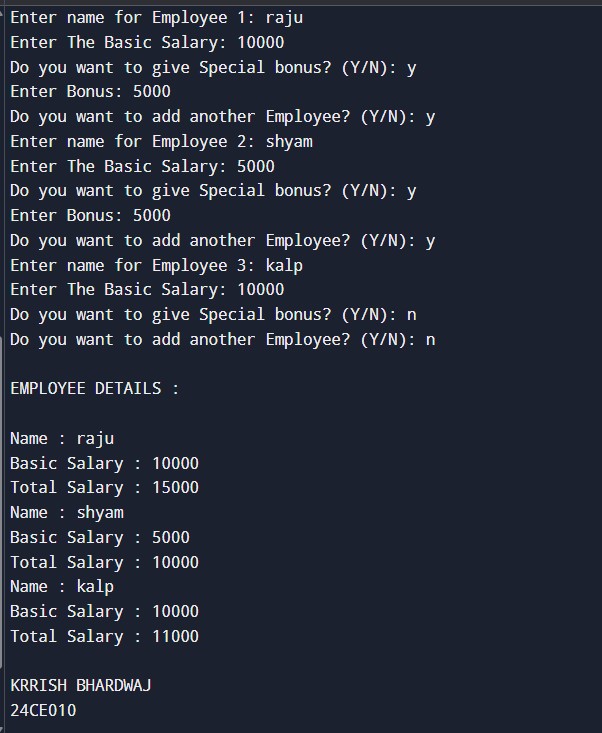 Enter name for Employee 1: raju
Enter The Basic Salary: 10000
Do you want to give Special bonus? (Y/N): y
Enter Bonus: 5000
Do you want to add another Employee? (Y/N): y
Enter name for Employee 2: shyam
Enter The Basic Salary: 5000
Do you want to give Special bonus? (Y/N): y
Enter Bonus: 5000
Do you want to add another Employee? (Y/N): y
Enter name for Employee 3: kalp
Enter The Basic Salary: 10000
Do you want to give Special bonus? (Y/N): n
Do you want to add another Employee? (Y/N): n
EMPLOYEE DETAILS :
Name : raju
Basic Salary : 10000
Total Salary : 15000
Name : shyam
Basic Salary : 5000
Total Salary : 10000
Name : kalp
Basic Salary : 10000
Total Salary : 11000
KRRISH BHARDWAJ
24CE010